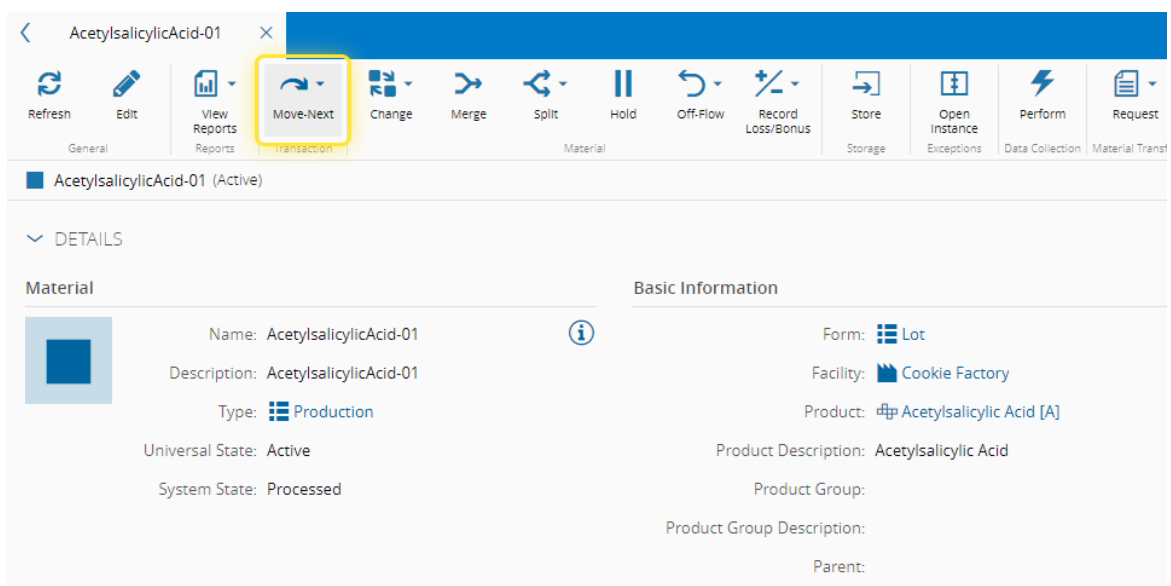 AcetylsalicylicAcid-01
Refresh Edit View Reports Move-Next Change Merge Split Hold Off-Flow Record Loss/Bonus Store Open Instance Perform Request
General Reports Transaction Material Storage Exceptions Data Collection Material Transf
AcetylsalicylicAcid-01 (Active)
DETAILS
Material
Name: AcetylsalicylicAcid-01
Description: AcetylsalicylicAcid-01
Type: Production
Universal State: Active
System State: Processed
Basic Information
Form: Lot
Facility: Cookie Factory
Product: Acetylsalicylic Acid [A]
Product Description: Acetylsalicylic Acid
Product Group:
Product Group Description:
Parent: